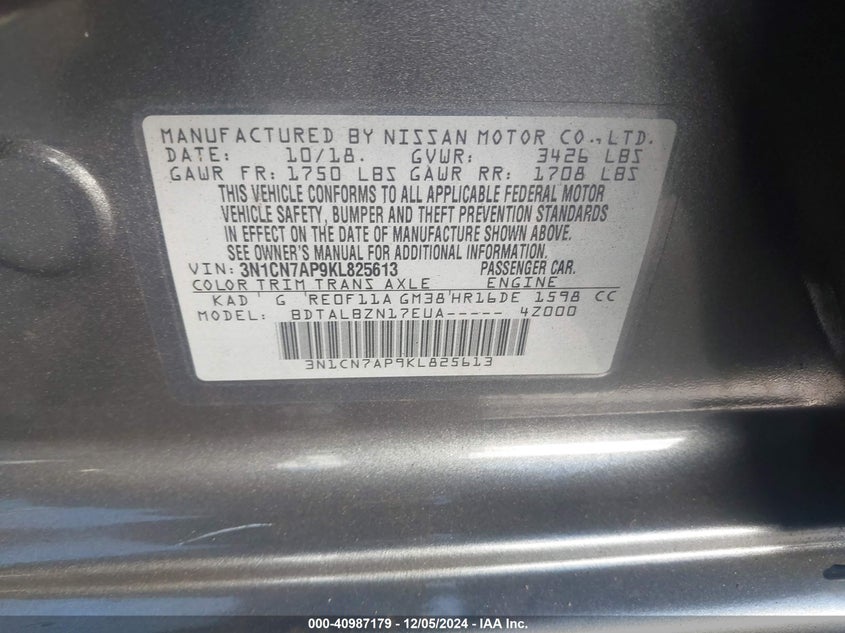 MANUFACTURED BY NISSAN MOTOR CO.,LTD.
DATE: 10/18. GVWR: 3426 LBS
GAWR FR: 1750 LBS GAWR RR: 1708 LBS
THIS VEHICLE CONFORMS TO ALL APPLICABLE FEDERAL MOTOR
VEHICLE SAFETY, BUMPER AND THEFT PREVENTION STANDARDS
IN EFFECT ON THE DATE OF MANUFACTURE SHOWN ABOVE.
SEE OWNER'S MANUAL FOR ADDITIONAL INFORMATION.
VIN: 3N1CN7AP9KL825613 PASSENGER CAR.
COLOR TRIM TRANS AXLE ENGINE
KAD G RE0F11A GM38 HR16DE 1598 CC
MODEL: BDTALBZN17EUA----- 4Z000
3N1CN7AP9KL825613
000-40987179 - 12/05/2024 - IAA Inc.